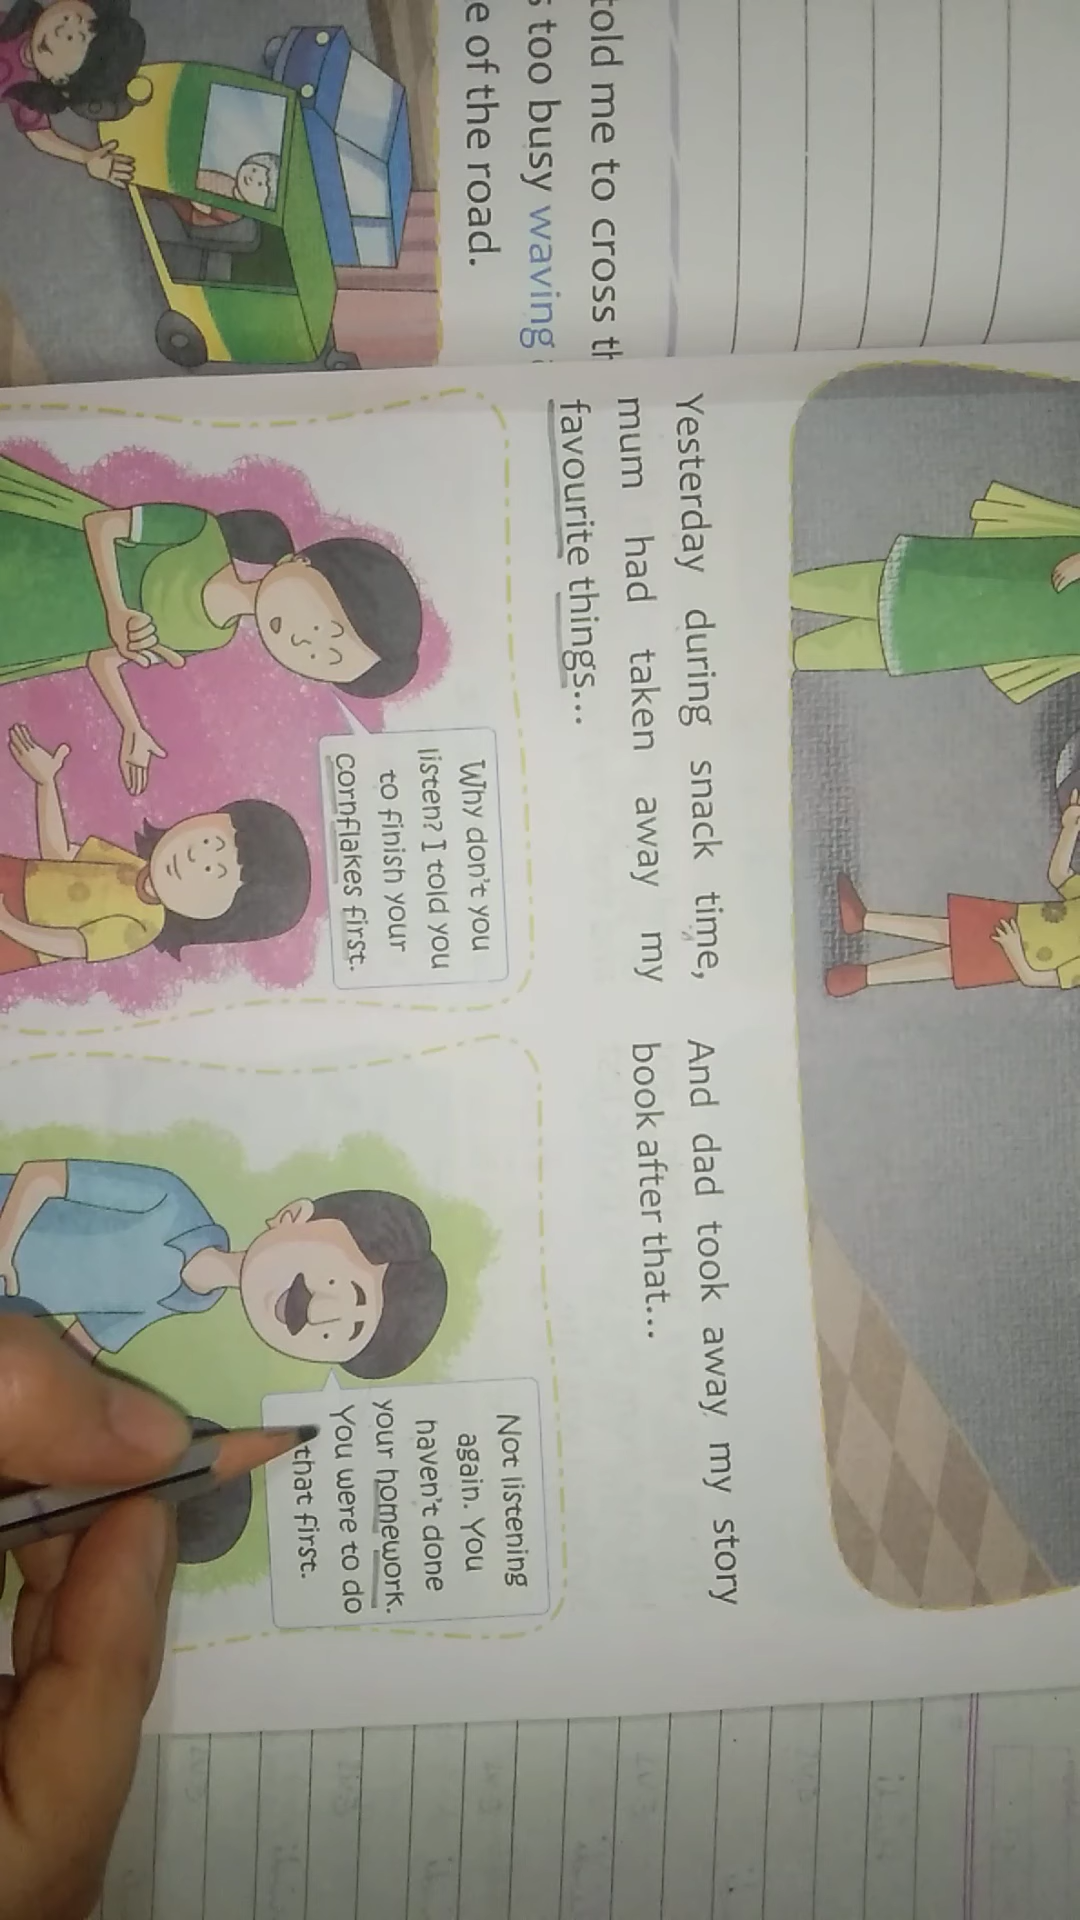 told me to cross th
too busy waving
e of the road.
Yesterday during snack time,
mum had taken away my
favourite things...
Why don't you
listen? I told you
to finish your
cornflakes first.
And dad took away my story
book after that...
Not listening
again. You
haven't done
your homework.
You were to do
that first.